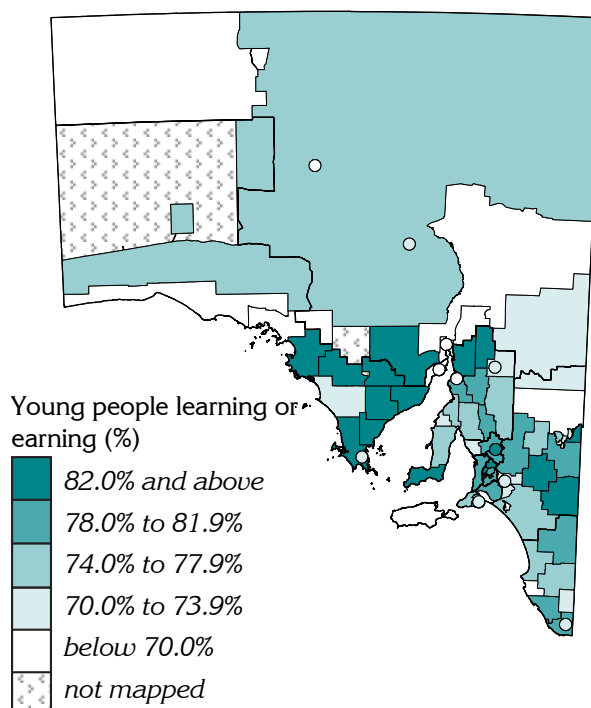 Young people learning or
earning (%)
82.0% and above
78.0% to 81.9%
74.0% to 77.9%
70.0% to 73.9%
below 70.0%
not mapped